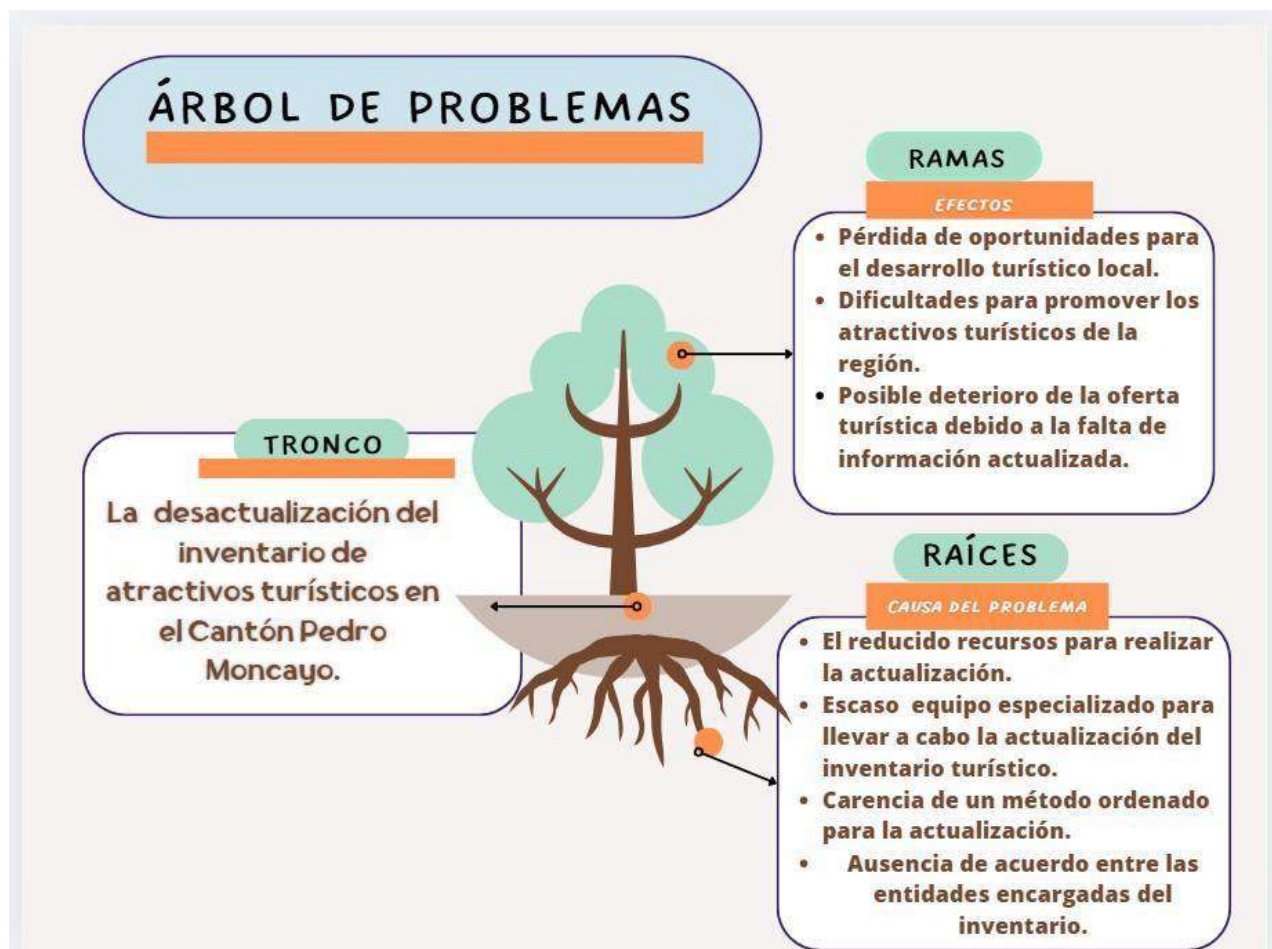 ÁRBOL DE PROBLEMAS
RAMAS
EFECTOS
• Pérdida de oportunidades para
el desarrollo turístico local.
• Dificultades para promover los
atractivos turísticos de la
región.
• Posible deterioro de la oferta
turística debido a la falta de
información actualizada.
TRONCO
La desactualización del
inventario de
atractivos turísticos en
el Cantón Pedro
Moncayo.
RAÍCES
CAUSA DEL PROBLEMA
• El reducido recursos para realizar
la actualización.
• Escaso equipo especializado para
llevar a cabo la actualización del
inventario turístico.
• Carencia de un método ordenado
para la actualización.
• Ausencia de acuerdo entre las
entidades encargadas del
inventario.